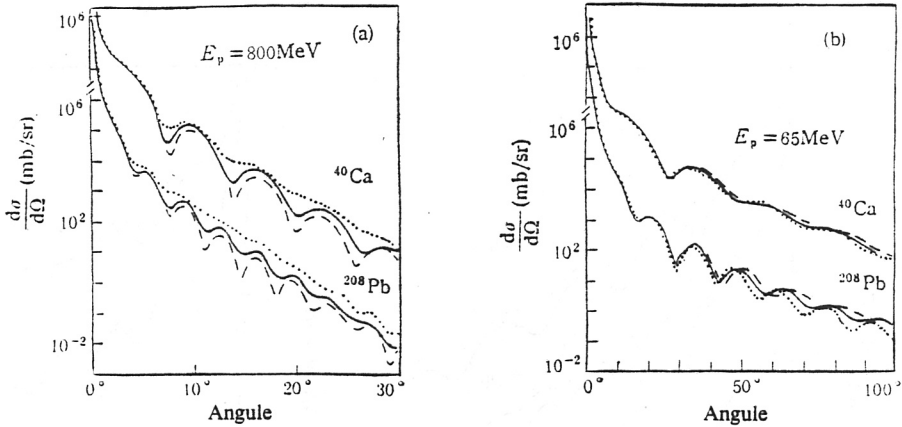 (a)
E_p = 800MeV
10⁶
10⁶
10²
10⁻²
dσ/dΩ (mb/sr)
⁴⁰Ca
²⁰⁸Pb
0° 10° 20° 30°
Angule
(b)
E_p = 65MeV
10⁶
10⁶
10²
10⁻²
dσ/dΩ (mb/sr)
⁴⁰Ca
²⁰⁸Pb
0° 50° 100°
Angule